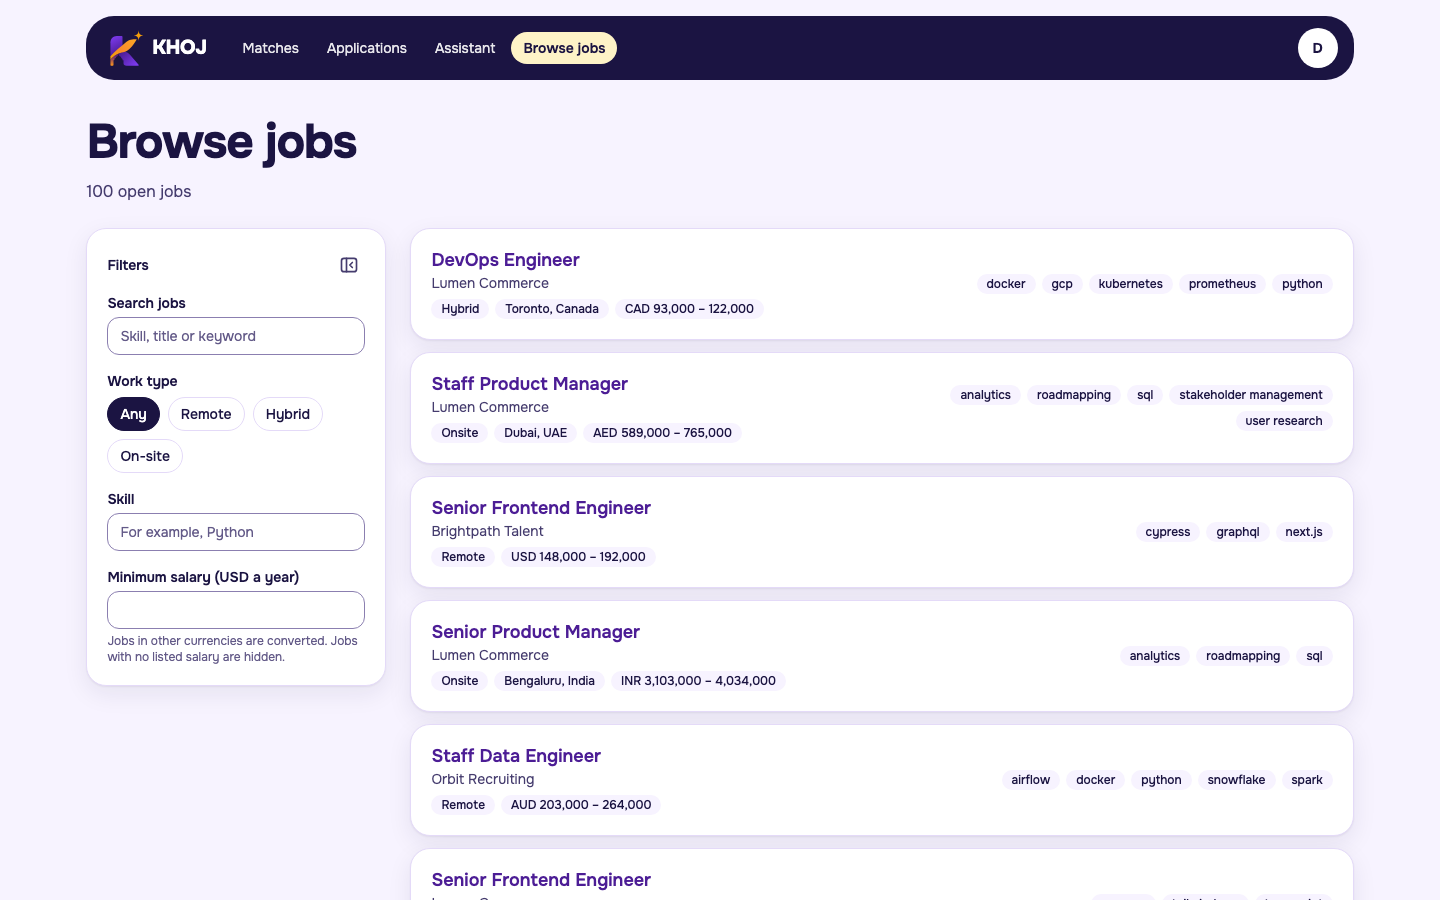 KHOJ
Matches
Applications
Assistant
Browse jobs
D
Browse jobs
100 open jobs
Filters
Search jobs
Skill, title or keyword
Work type
Any
Remote
Hybrid
On-site
Skill
For example, Python
Minimum salary (USD a year)
Jobs in other currencies are converted. Jobs
with no listed salary are hidden.
DevOps Engineer
Lumen Commerce
Hybrid
Toronto, Canada
CAD 93,000 – 122,000
docker
gcp
kubernetes
prometheus
python
Staff Product Manager
Lumen Commerce
Onsite
Dubai, UAE
AED 589,000 – 765,000
analytics
roadmapping
sql
stakeholder management
user research
Senior Frontend Engineer
Brightpath Talent
Remote
USD 148,000 – 192,000
cypress
graphql
next.js
Senior Product Manager
Lumen Commerce
Onsite
Bengaluru, India
INR 3,103,000 – 4,034,000
analytics
roadmapping
sql
Staff Data Engineer
Orbit Recruiting
Remote
AUD 203,000 – 264,000
airflow
docker
python
snowflake
spark
Senior Frontend Engineer